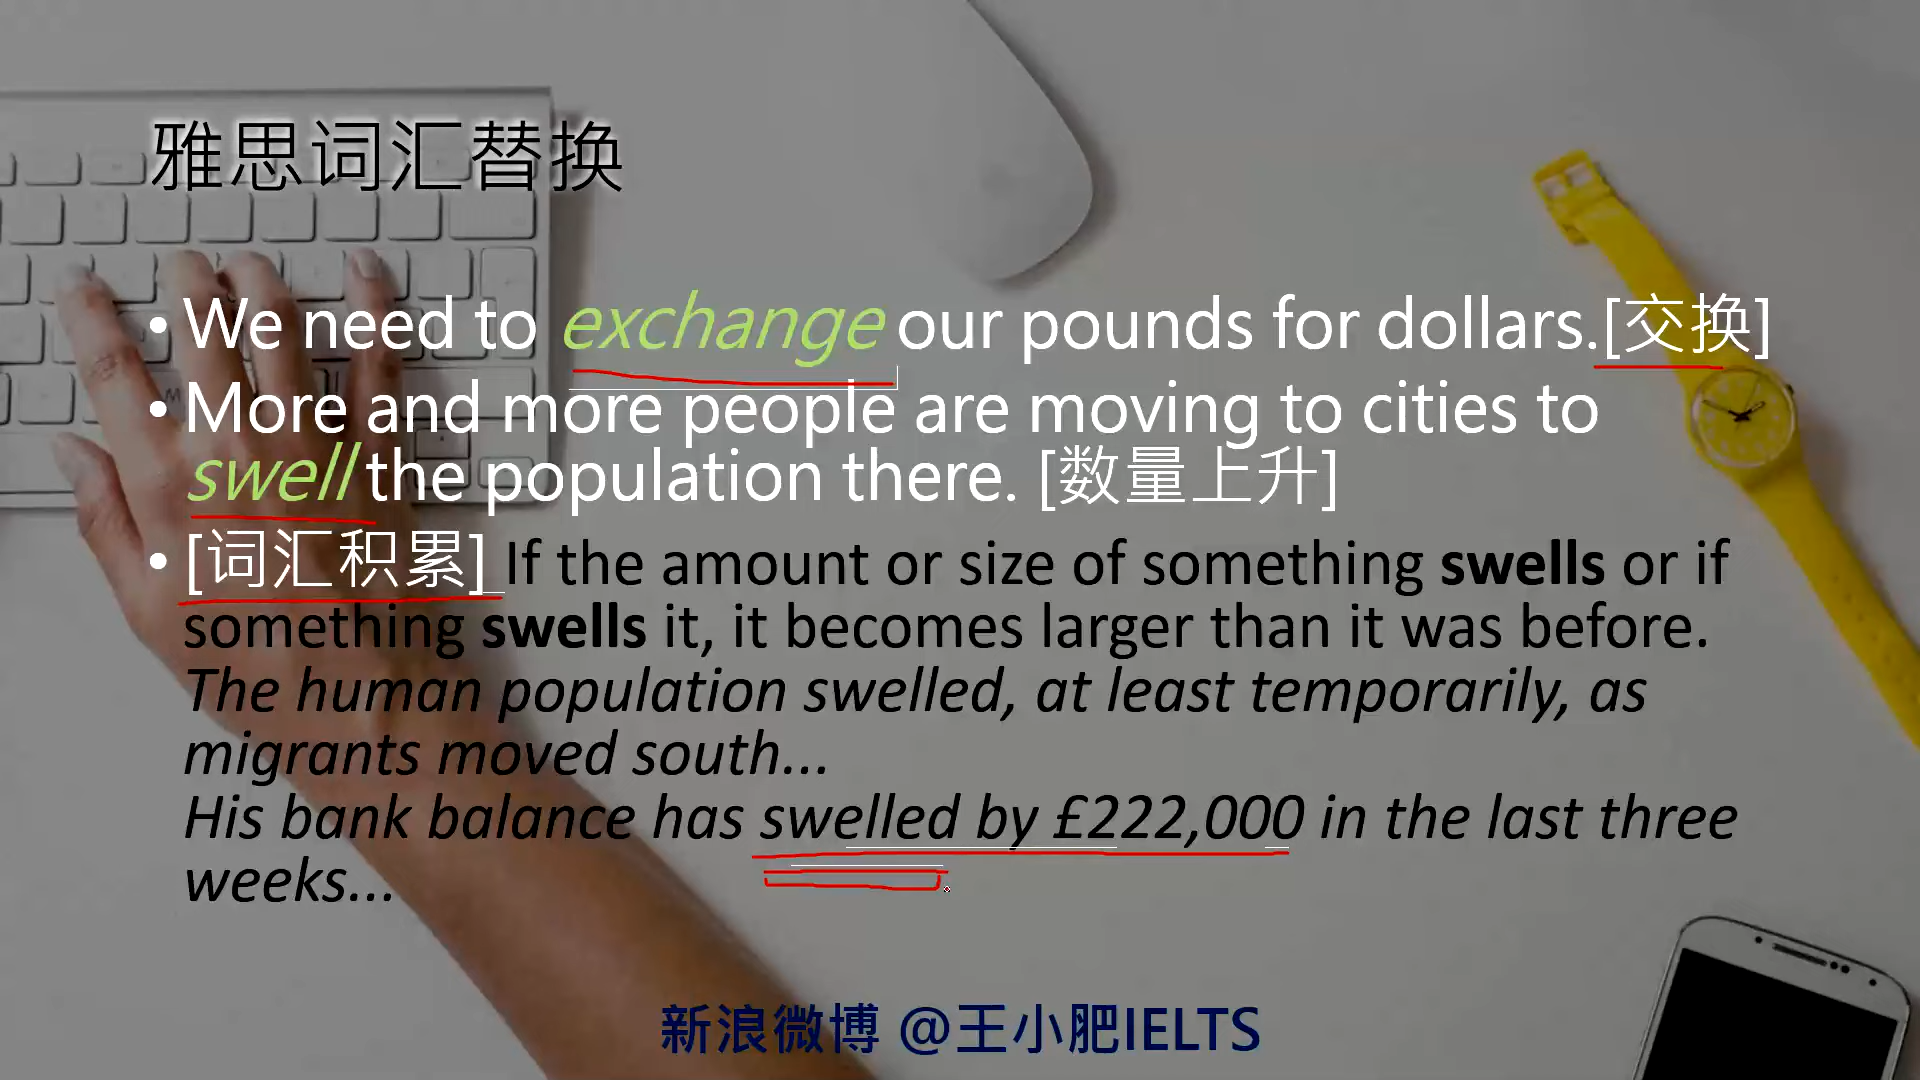 雅思词汇替换
• We need to exchange our pounds for dollars.[交换]
• More and more people are moving to cities to
swell the population there. [数量上升]
• [词汇积累] If the amount or size of something swells or if
something swells it, it becomes larger than it was before.
The human population swelled, at least temporarily, as
migrants moved south...
His bank balance has swelled by £222,000 in the last three
weeks...
新浪微博 @王小肥IELTS